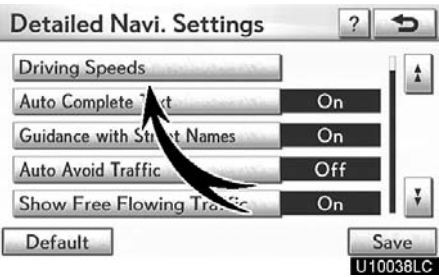 Detailed Navi. Settings ?
Driving Speeds
Auto Complete On
Guidance with Names On
Auto Avoid Traffic Off
Show Free Flowing Traffic On
Default Save
U10038LC